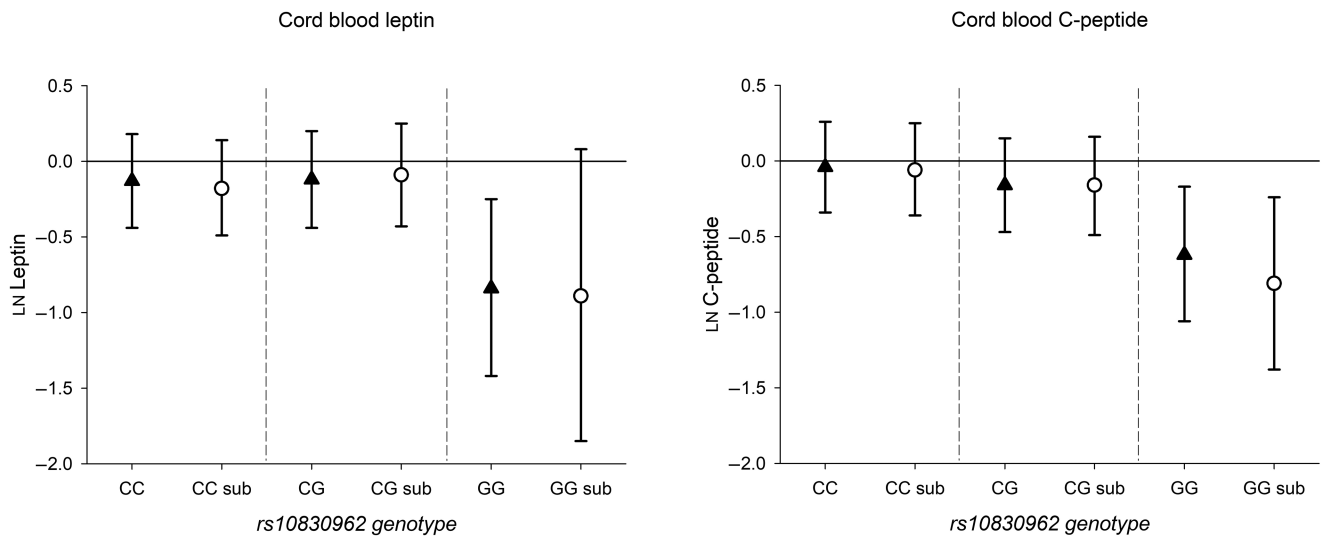 Cord blood leptin
0.5
0.0
–0.5
–1.0
–1.5
–2.0
LN Leptin
CC CC sub CG CG sub GG GG sub
rs10830962 genotype
Cord blood C-peptide
0.5
0.0
–0.5
–1.0
–1.5
–2.0
LN C-peptide
CC CC sub CG CG sub GG GG sub
rs10830962 genotype